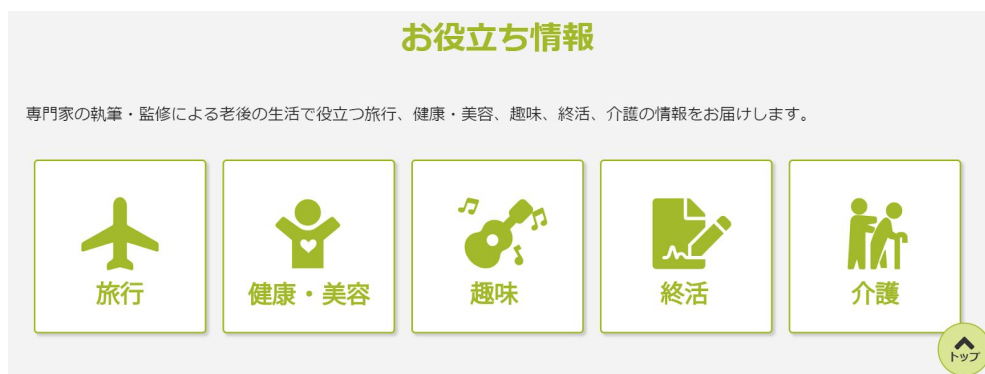 お役立ち情報
専門家の執筆・監修による老後の生活で役立つ旅行、健康・美容、趣味、終活、介護の情報をお届けします。
旅行
健康・美容
趣味
終活
介護
トップ